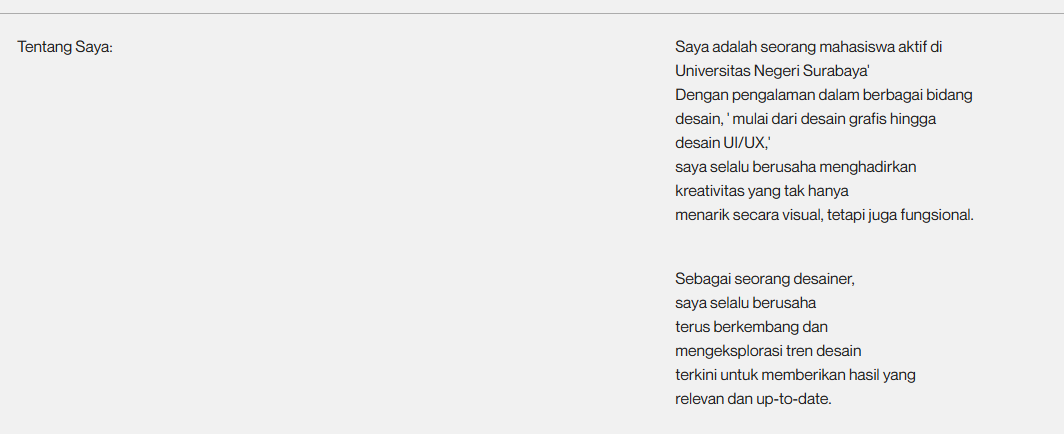 Tentang Saya:
Saya adalah seorang mahasiswa aktif di
Universitas Negeri Surabaya'
Dengan pengalaman dalam berbagai bidang
desain, ' mulai dari desain grafis hingga
desain UI/UX,'
saya selalu berusaha menghadirkan
kreativitas yang tak hanya
menarik secara visual, tetapi juga fungsional.
Sebagai seorang desainer,
saya selalu berusaha
terus berkembang dan
mengeksplorasi tren desain
terkini untuk memberikan hasil yang
relevan dan up-to-date.